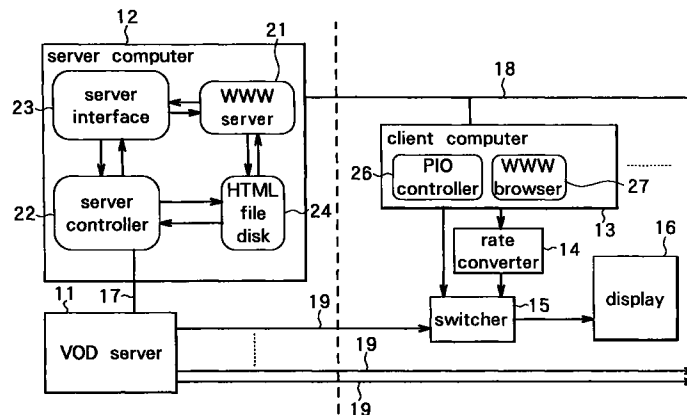 12
server computer
21
23
server
interface
WWW
server
18
client computer
26
PIO
controller
WWW
browser
27
22
server
controller
HTML
file
disk
24
13
rate
converter
14
16
17
11
VOD server
19
switcher
15
display
19
19